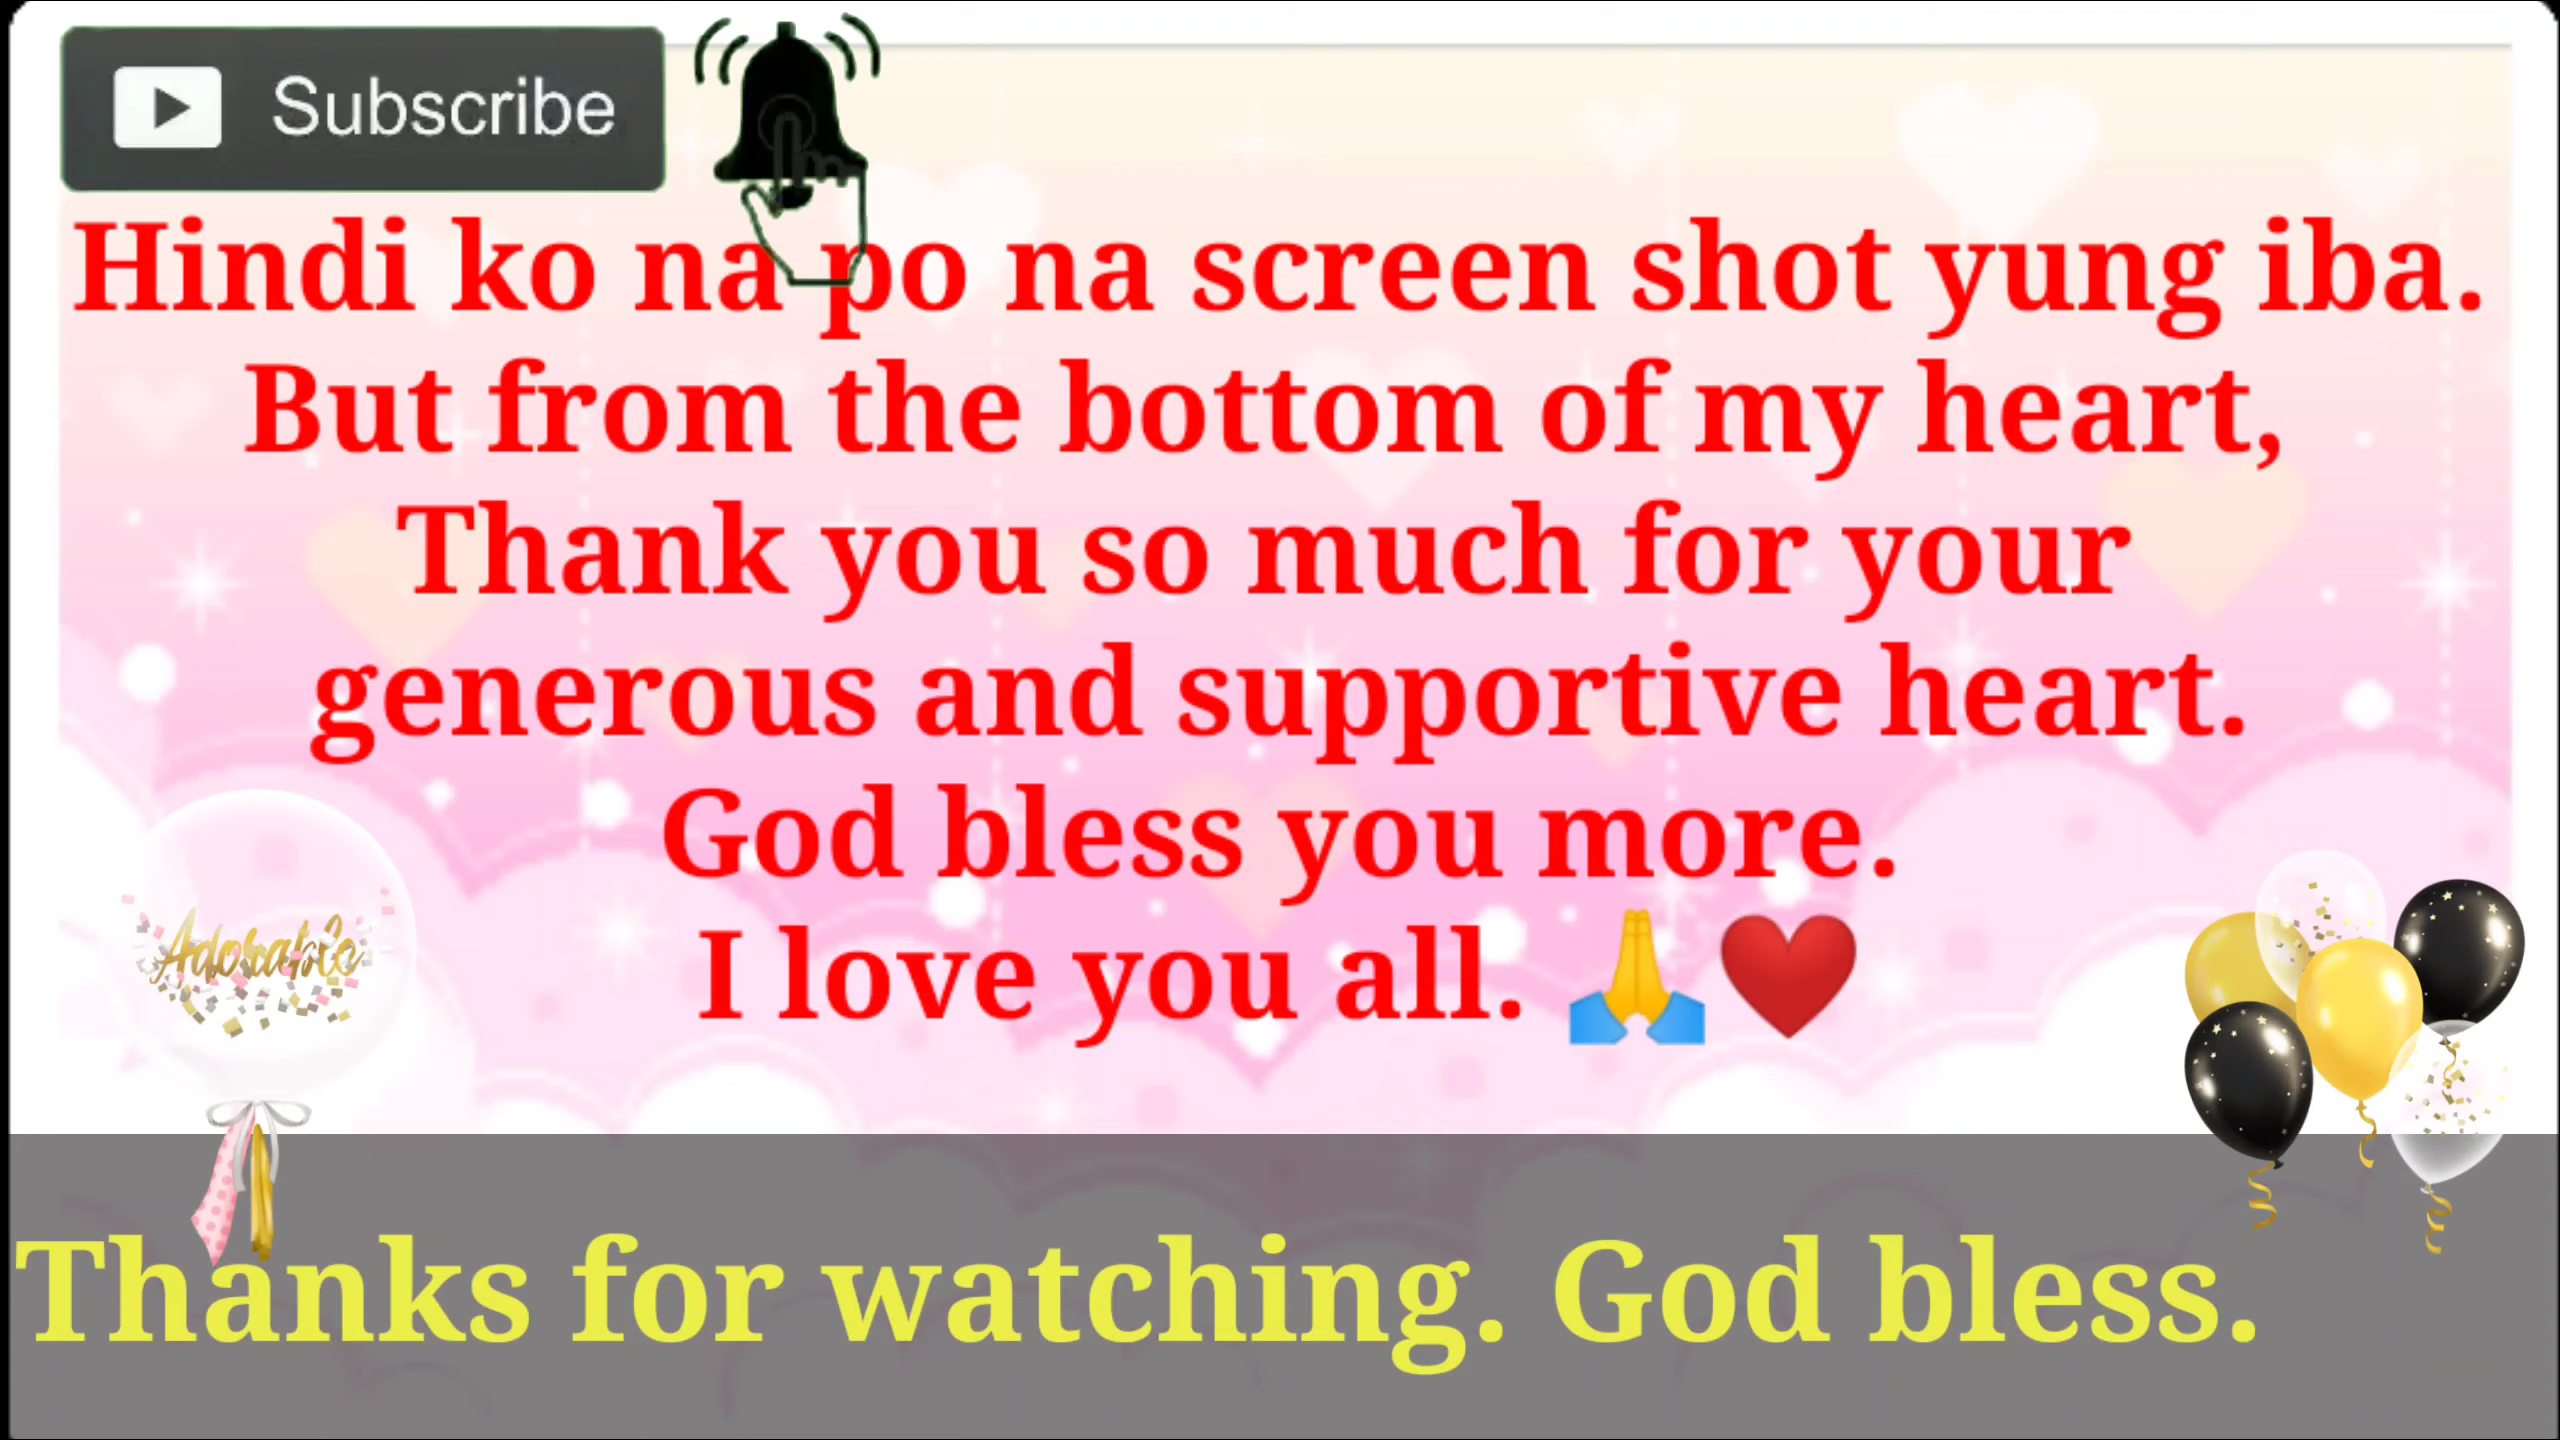 Subscribe
Hindi ko na po na screen shot yung iba.
But from the bottom of my heart,
Thank you so much for your
generous and supportive heart.
God bless you more.
I love you all. 🙏❤️
Adorable
Thanks for watching. God bless.